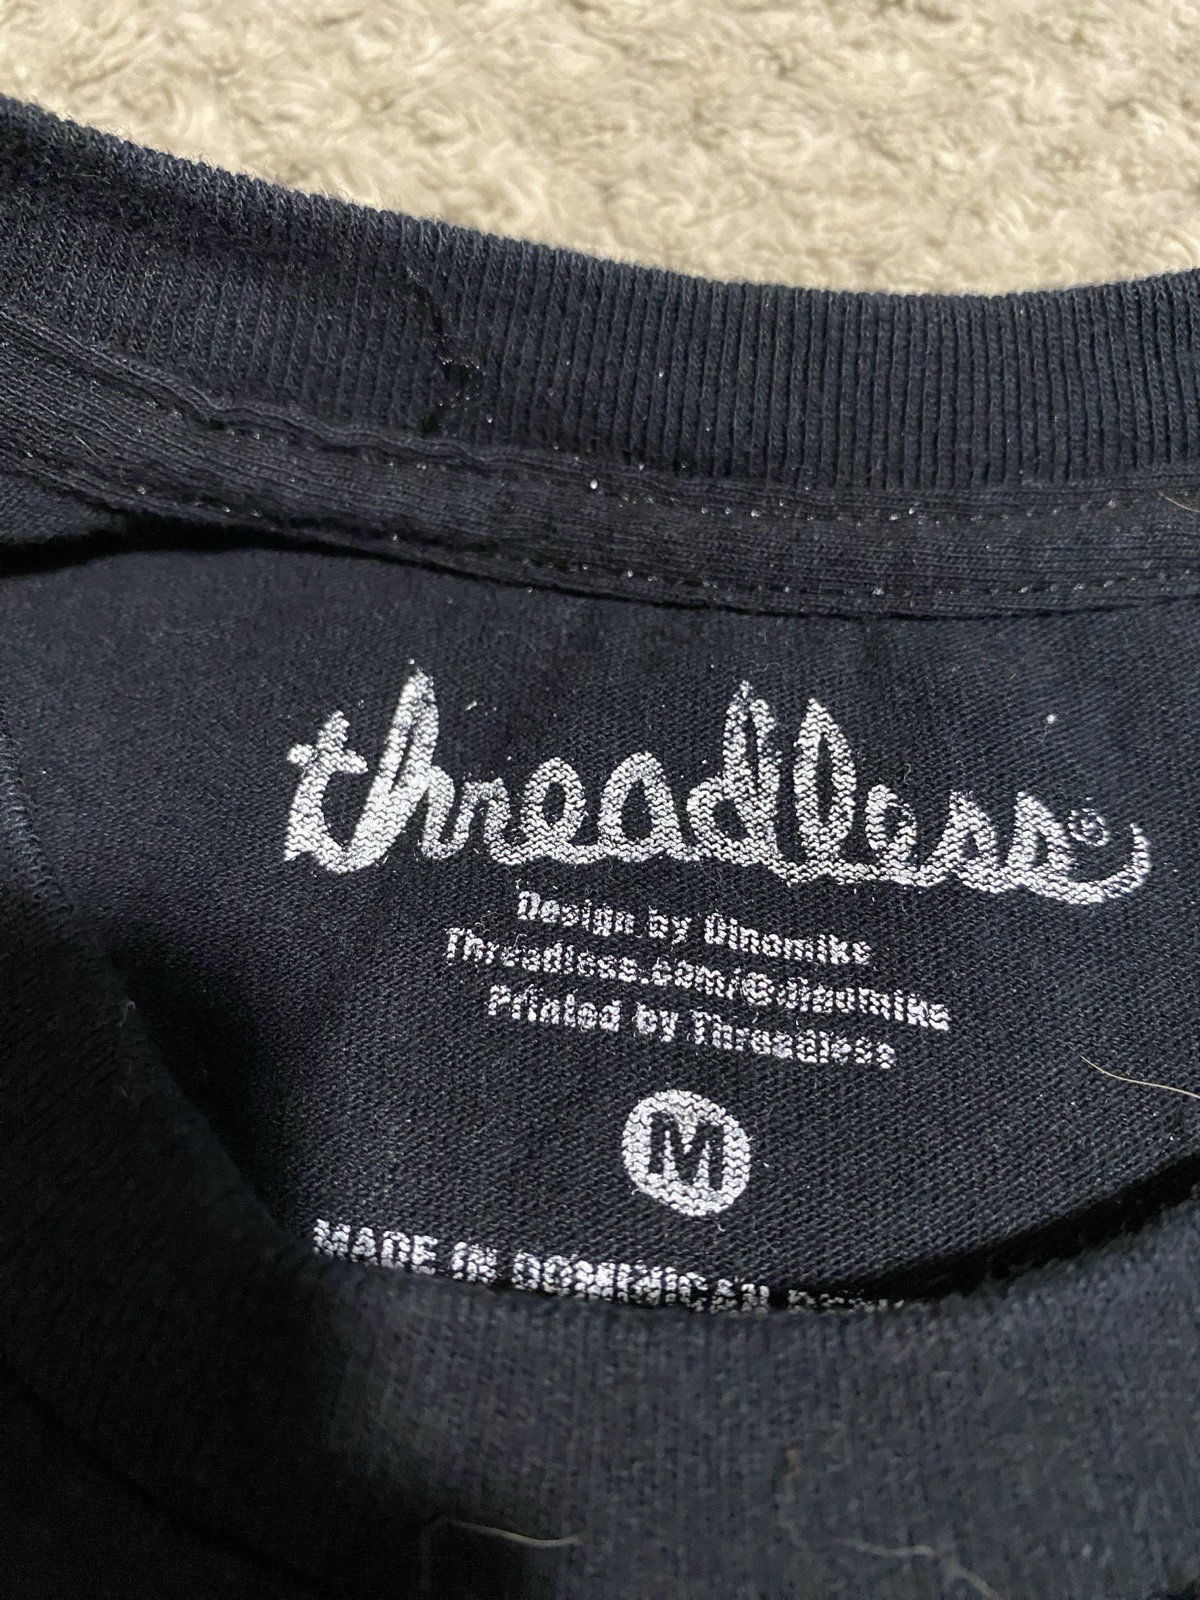 threadless®
Design by Dinomike
Threadless.com/@dinomike
Printed by Threadless
M
MADE IN DOMINICAN